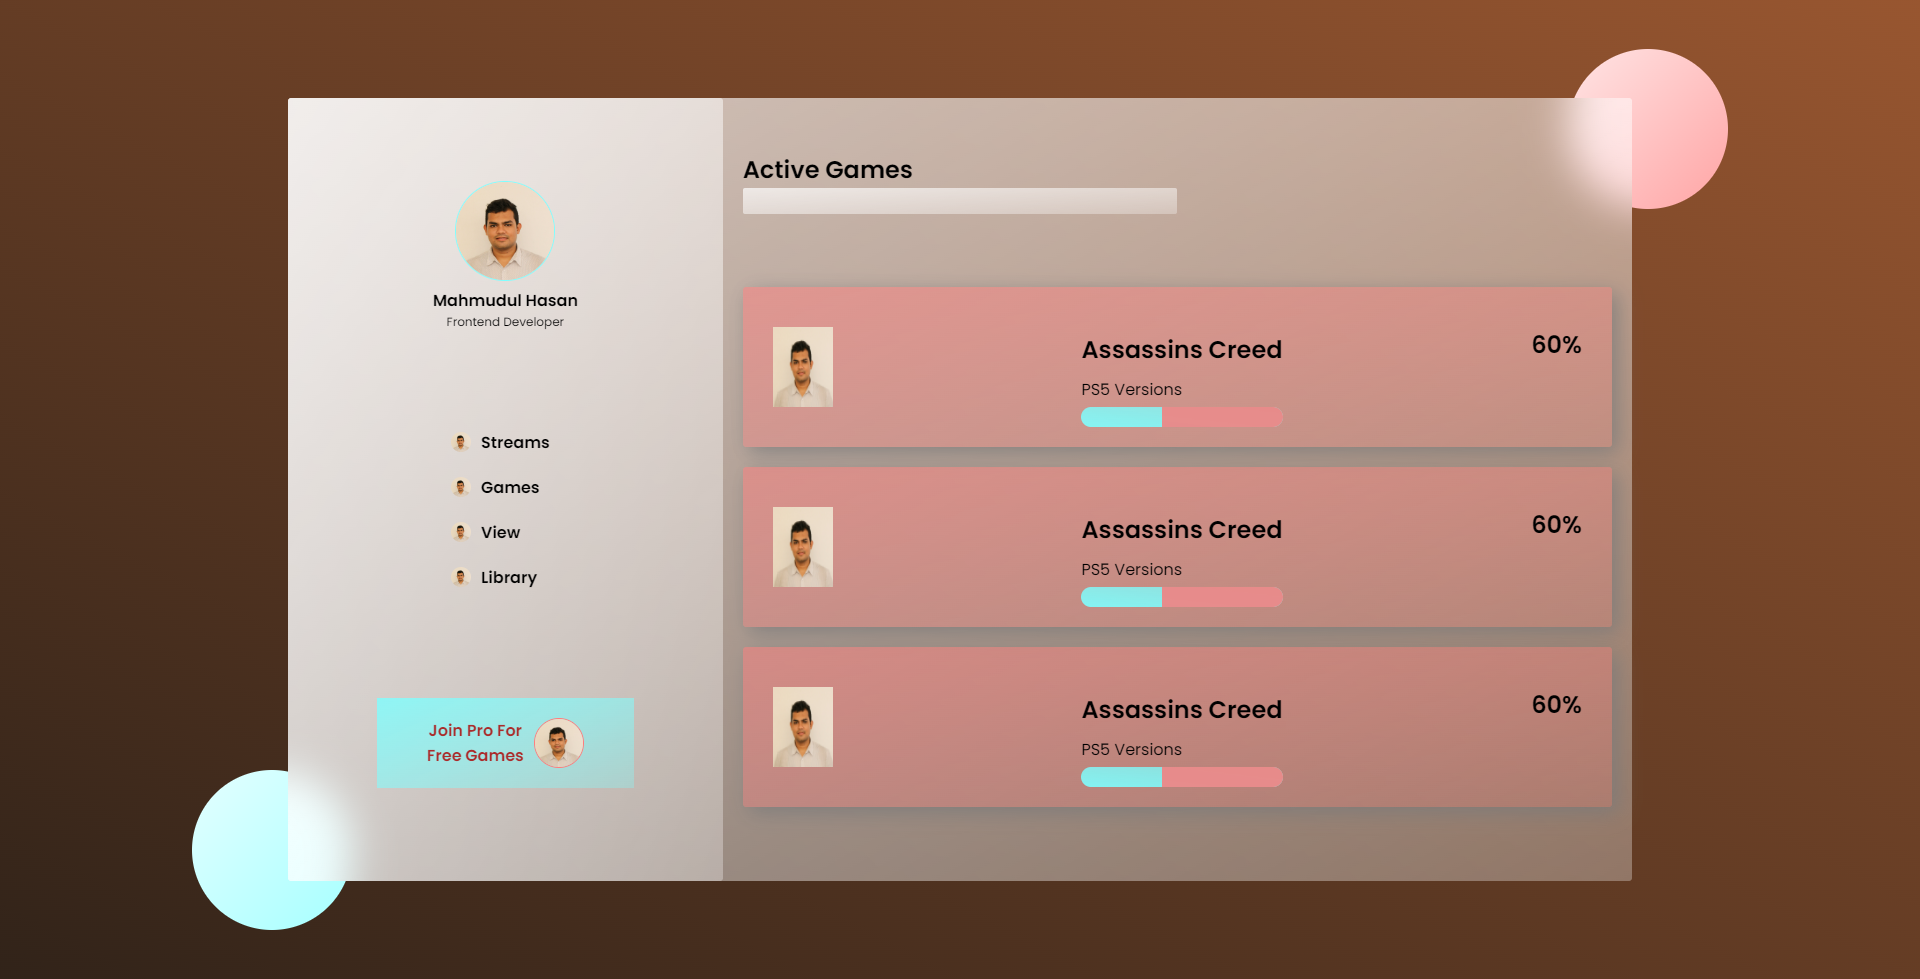 Mahmudul Hasan
Frontend Developer
Streams
Games
View
Library
Join Pro For
Free Games
Active Games
Assassins Creed
PS5 Versions
60%
Assassins Creed
PS5 Versions
60%
Assassins Creed
PS5 Versions
60%